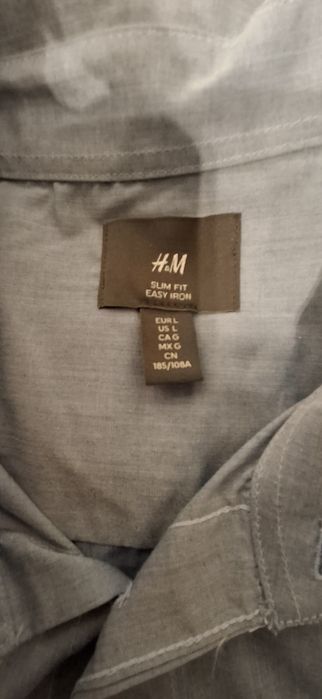 H&M
SLIM FIT
EASY IRON
EUR L
US L
CA G
MX G
CN
185/108A